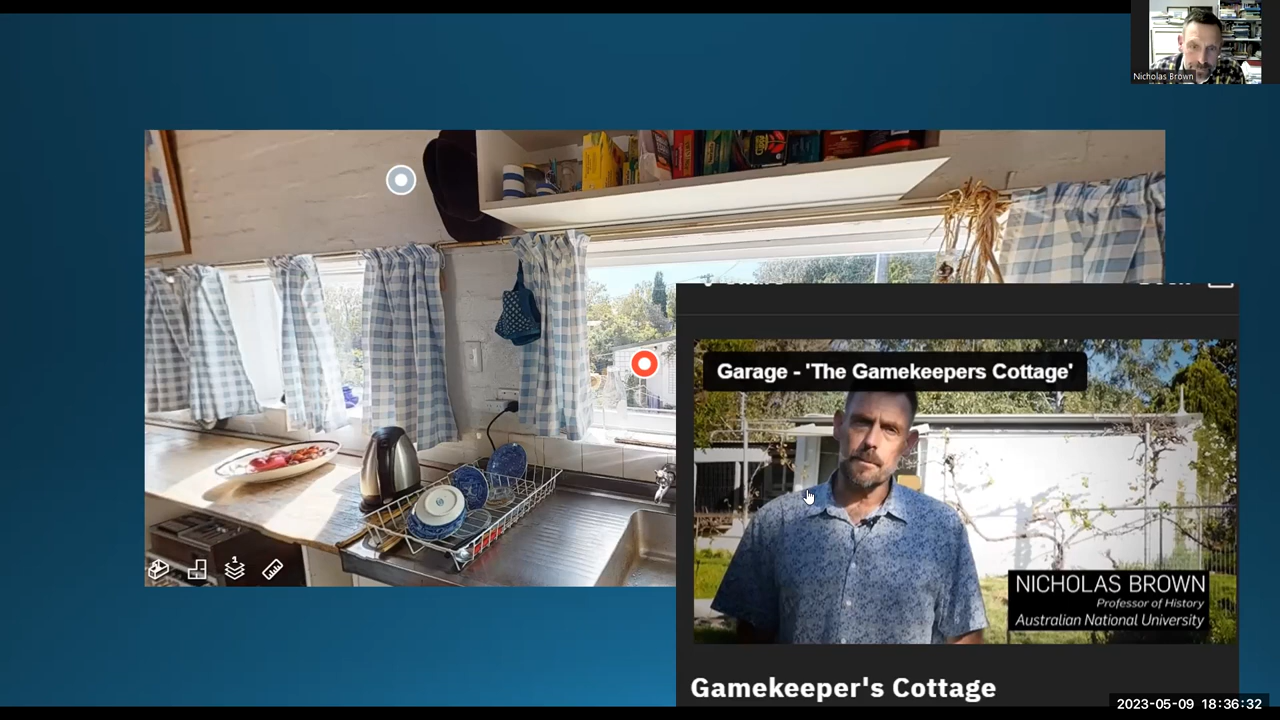 Nicholas Brown
Garage - 'The Gamekeepers Cottage'
NICHOLAS BROWN
Professor of History
Australian National University
Gamekeeper's Cottage
2023-05-09 18:36:32